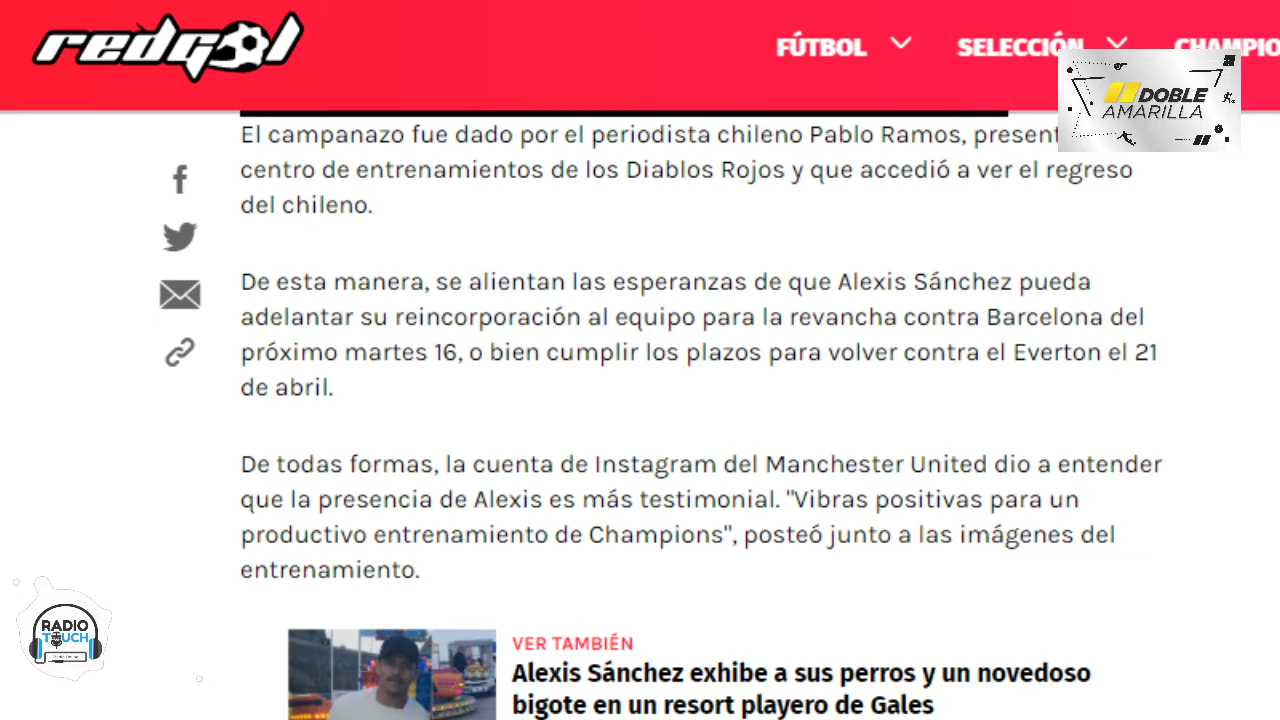 redgol
FÚTBOL
SELECCIÓN
CHAMPIO
DOBLE
AMARILLA
El campanazo fue dado por el periodista chileno Pablo Ramos, present
centro de entrenamientos de los Diablos Rojos y que accedió a ver el regreso
del chileno.
De esta manera, se alientan las esperanzas de que Alexis Sánchez pueda
adelantar su reincorporación al equipo para la revancha contra Barcelona del
próximo martes 16, o bien cumplir los plazos para volver contra el Everton el 21
de abril.
De todas formas, la cuenta de Instagram del Manchester United dio a entender
que la presencia de Alexis es más testimonial. "Vibras positivas para un
productivo entrenamiento de Champions", posteó junto a las imágenes del
entrenamiento.
RADIO
TOUCH
VER TAMBIÉN
Alexis Sánchez exhibe a sus perros y un novedoso
bigote en un resort playero de Gales